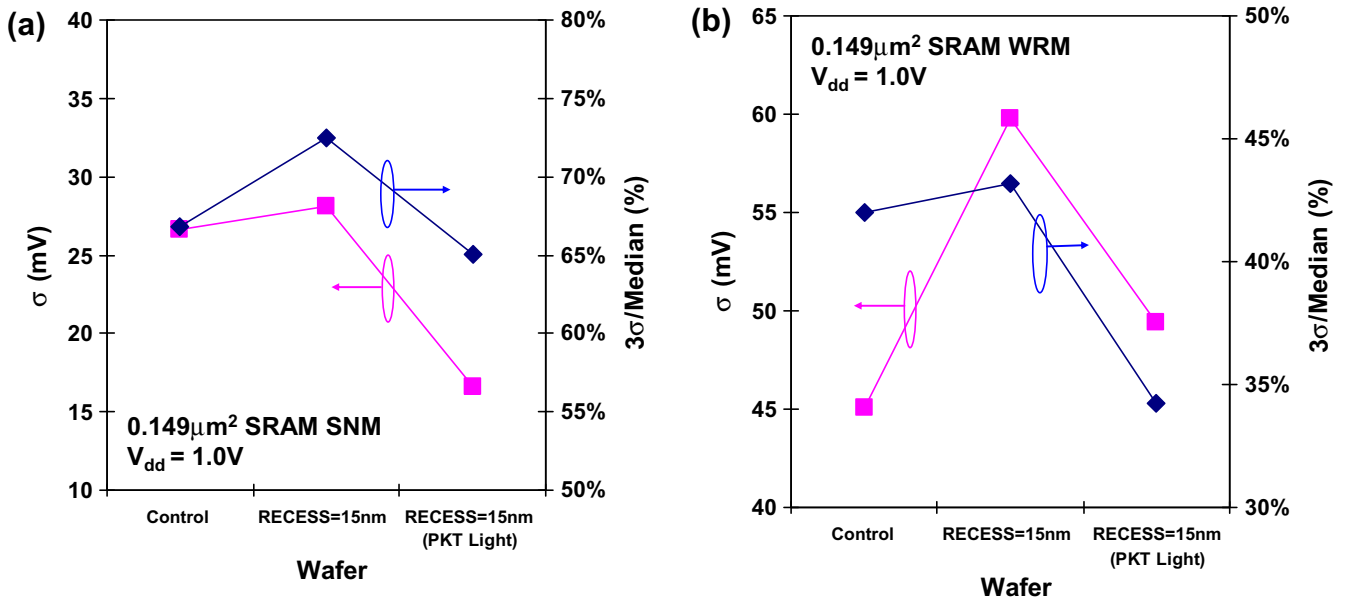 (a)
40
35
30
25
20
15
10
σ (mV)
80%
75%
70%
65%
60%
55%
50%
3σ/Median (%)
0.149μm² SRAM SNM
V_dd = 1.0V
Control
RECESS=15nm
RECESS=15nm
(PKT Light)
Wafer
(b)
65
60
55
50
45
40
σ (mV)
50%
45%
40%
35%
30%
3σ/Median (%)
0.149μm² SRAM WRM
V_dd = 1.0V
Control
RECESS=15nm
RECESS=15nm
(PKT Light)
Wafer